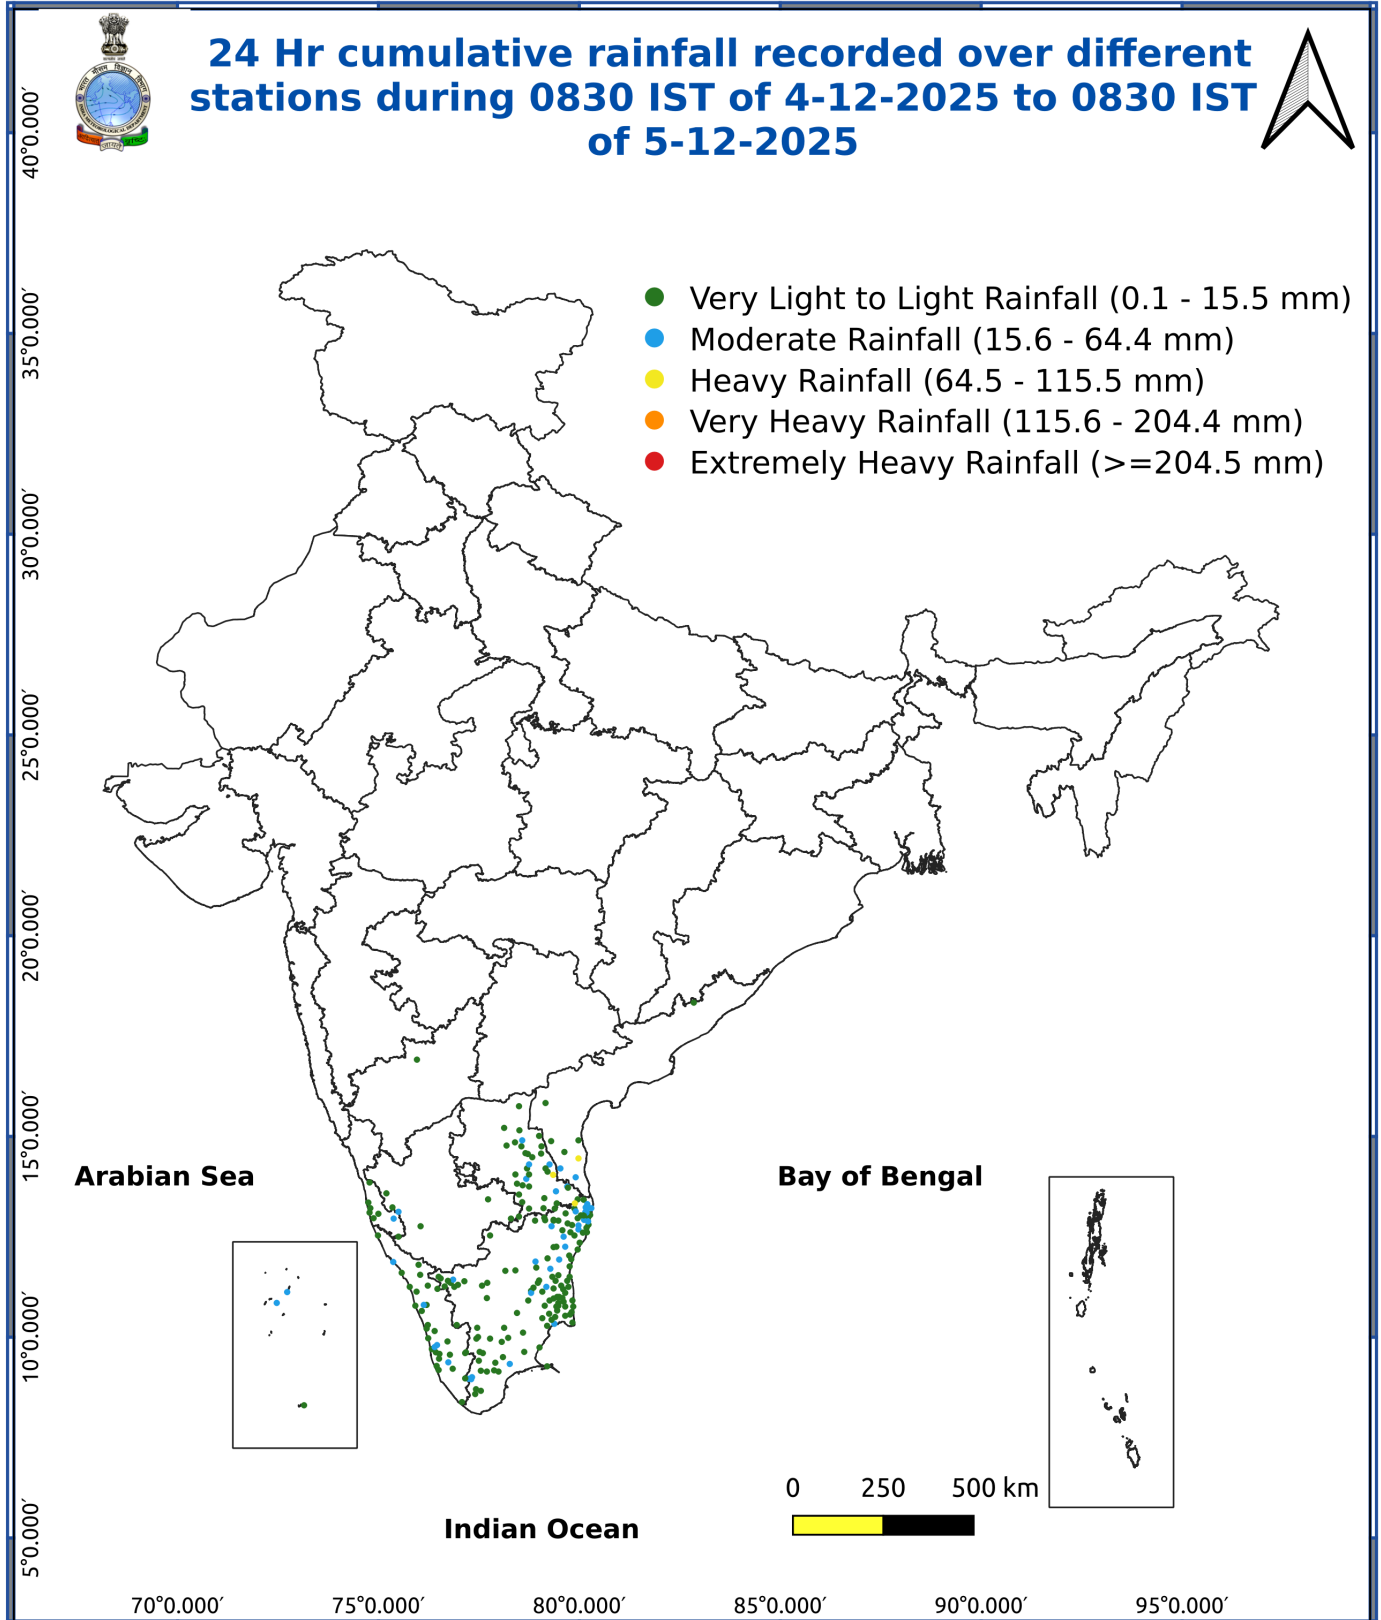 24 Hr cumulative rainfall recorded over different
stations during 0830 IST of 4-12-2025 to 0830 IST
of 5-12-2025
Very Light to Light Rainfall (0.1 - 15.5 mm)
Moderate Rainfall (15.6 - 64.4 mm)
Heavy Rainfall (64.5 - 115.5 mm)
Very Heavy Rainfall (115.6 - 204.4 mm)
Extremely Heavy Rainfall (>=204.5 mm)
40°0.000′
35°0.000′
30°0.000′
25°0.000′
20°0.000′
15°0.000′
10°0.000′
5°0.000′
Arabian Sea
Bay of Bengal
Indian Ocean
0 250 500 km
70°0.000′ 75°0.000′ 80°0.000′ 85°0.000′ 90°0.000′ 95°0.000′